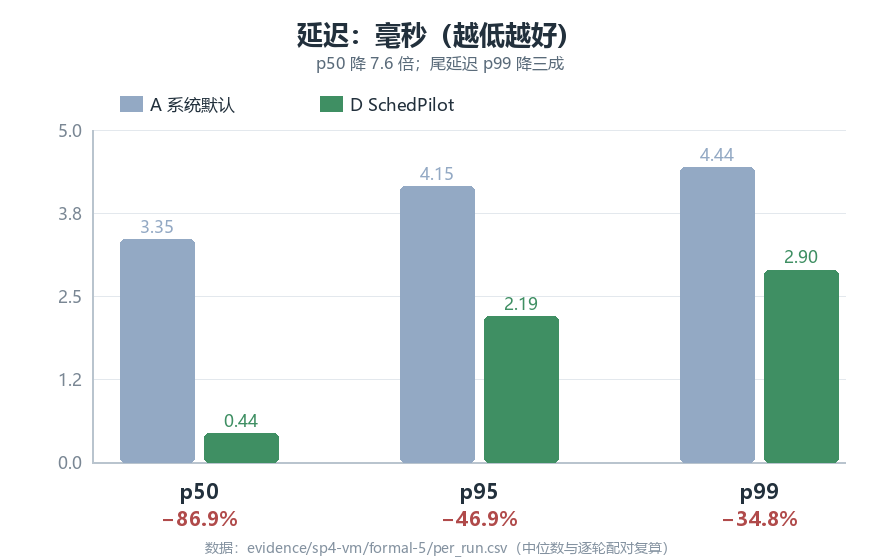 延迟：毫秒（越低越好）
p50 降 7.6 倍；尾延迟 p99 降三成
A 系统默认
D SchedPilot
5.0
3.8
2.5
1.2
0.0
3.35
0.44
4.15
2.19
4.44
2.90
p50
p95
p99
−86.9%
−46.9%
−34.8%
数据：evidence/sp4-vm/formal-5/per_run.csv（中位数与逐轮配对复算）